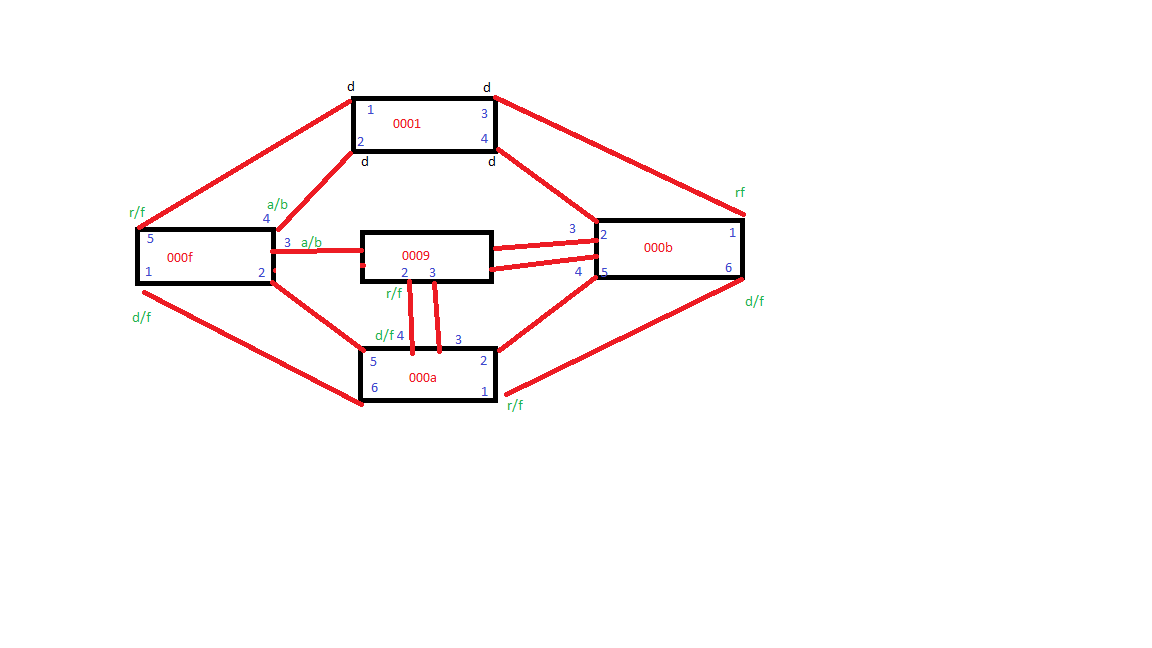 d d
1 3
0001
2 4
d d
rf
r/f a/b
4
5 3 a/b 3 2 1
000f 0009 000b
1 2 2 3 4 5 6
r/f
d/f d/f
d/f 4 3
5 2
000a
6 1
r/f